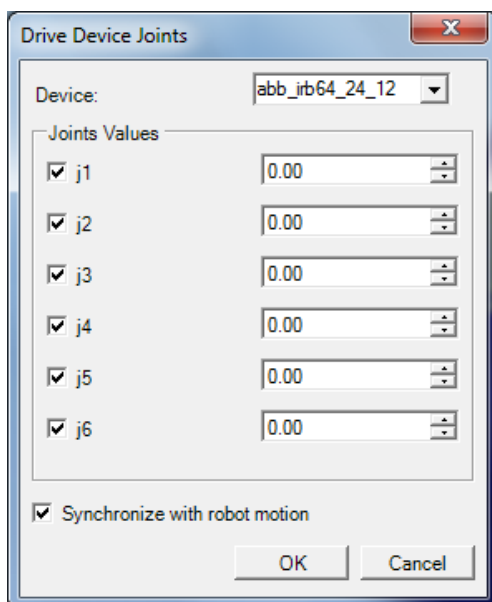 Drive Device Joints
Device: abb_irb64_24_12
Joints Values
j1 0.00
j2 0.00
j3 0.00
j4 0.00
j5 0.00
j6 0.00
Synchronize with robot motion
OK Cancel